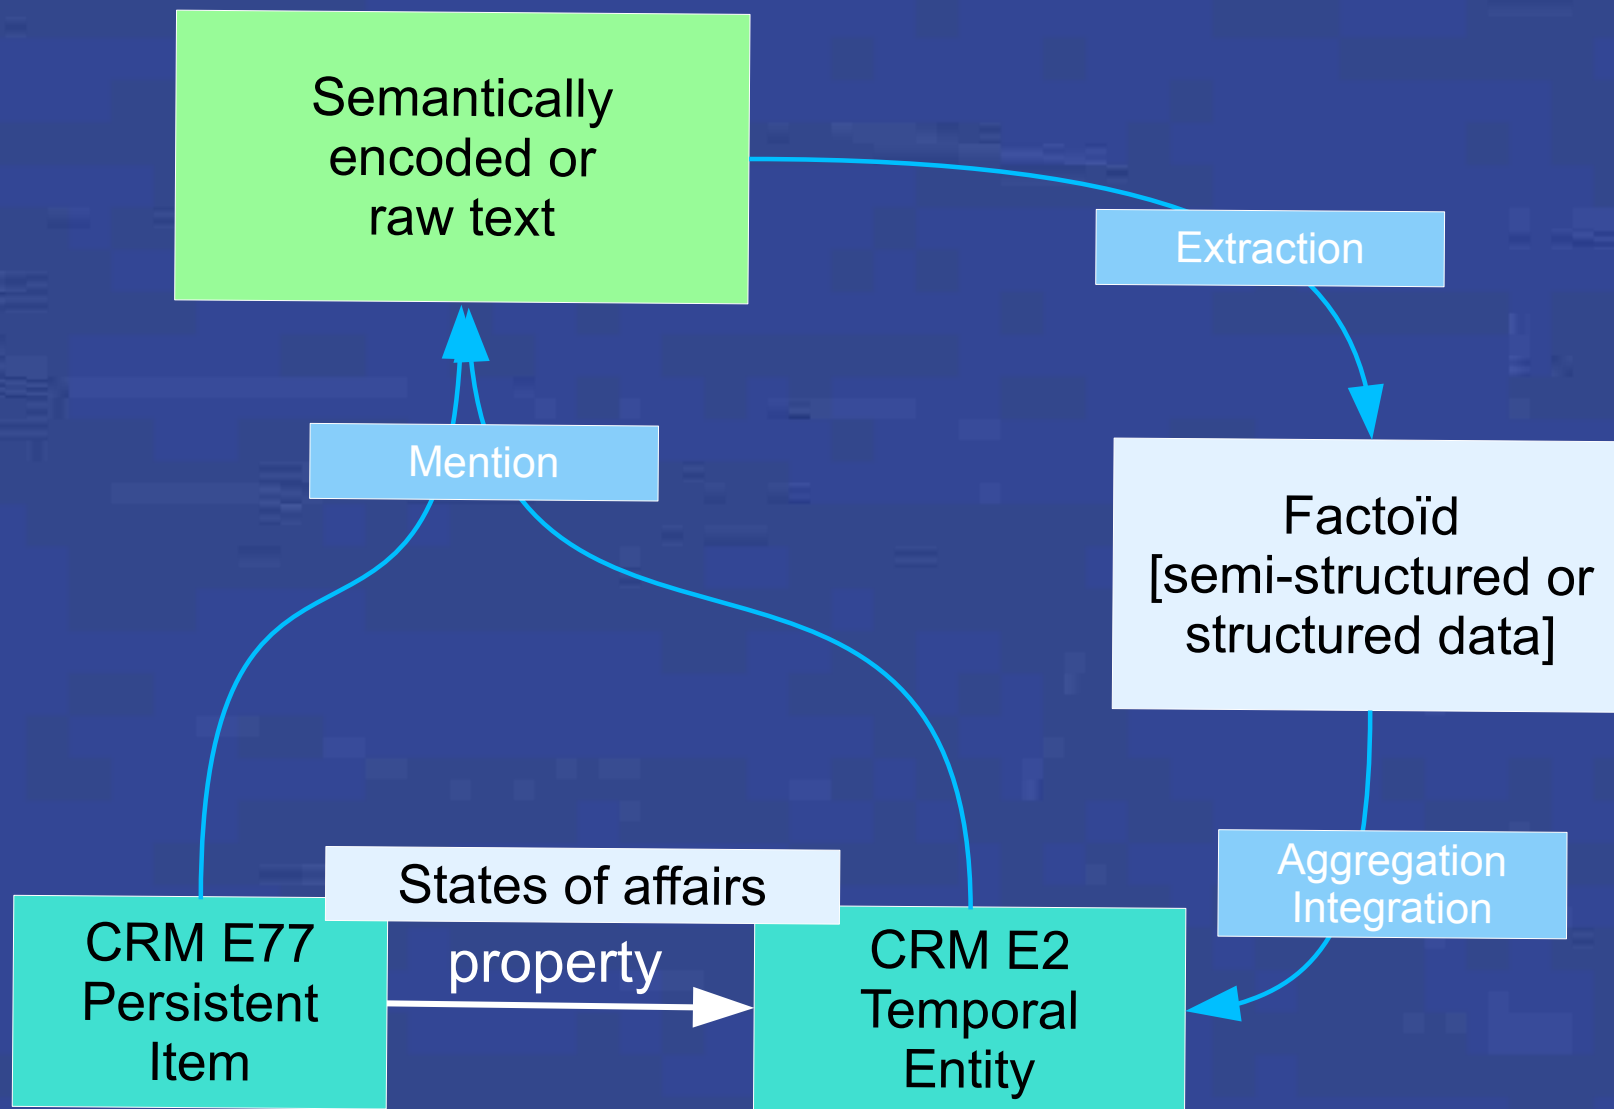 Semantically
encoded or
raw text
Extraction
Mention
Factoïd
[semi-structured or
structured data]
Aggregation
Integration
States of affairs
property
CRM E77
Persistent
Item
CRM E2
Temporal
Entity